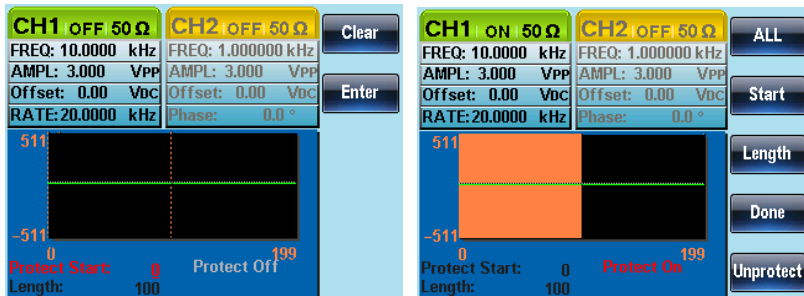 CH1 OFF 50 Ω CH2 OFF 50 Ω Clear
FREQ: 10.0000 kHz FREQ: 1.000000 kHz
AMPL: 3.000 VPP AMPL: 3.000 VPP
Offset: 0.00 VDC Offset: 0.00 VDC Enter
RATE: 20.0000 kHz Phase: 0.0 °
511
-511
0 199
Protect Start: 0 Protect Off
Length: 100
CH1 ON 50 Ω CH2 OFF 50 Ω ALL
FREQ: 10.0000 kHz FREQ: 1.000000 kHz
AMPL: 3.000 VPP AMPL: 3.000 VPP
Offset: 0.00 VDC Offset: 0.00 VDC Start
RATE: 20.0000 kHz Phase: 0.0 °
511
Length
-511
Done
0 199
Protect Start: 0 Protect On
Unprotect
Length: 100